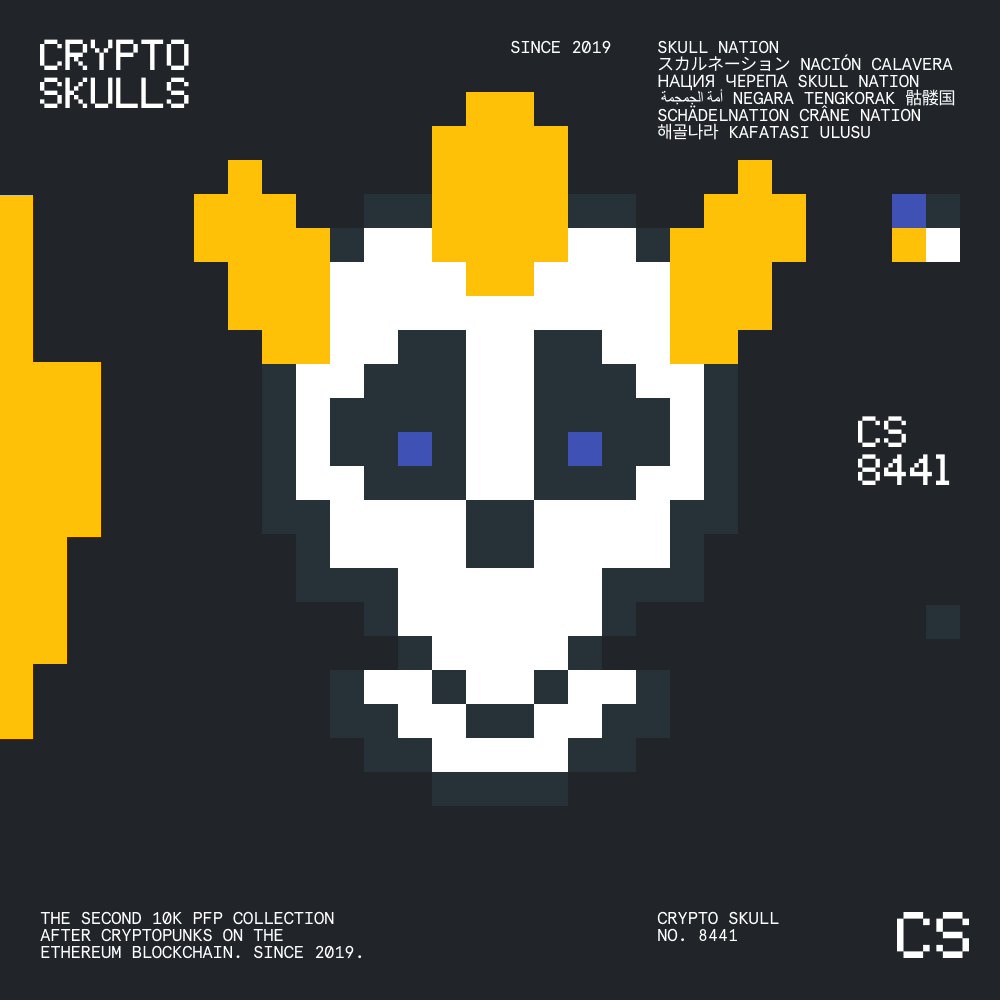 CRYPTO
SKULLS
SINCE 2019
SKULL NATION
スカルネーション NACIÓN CALAVERA
НАЦИЯ ЧЕРЕПА SKULL NATION
أمة الجمجمة NEGARA TENGKORAK 骷髅国
SCHÄDELNATION CRÂNE NATION
해골나라 KAFATASI ULUSU
CS
8441
THE SECOND 10K PFP COLLECTION
AFTER CRYPTOPUNKS ON THE
ETHEREUM BLOCKCHAIN. SINCE 2019.
CRYPTO SKULL
NO. 8441
CS